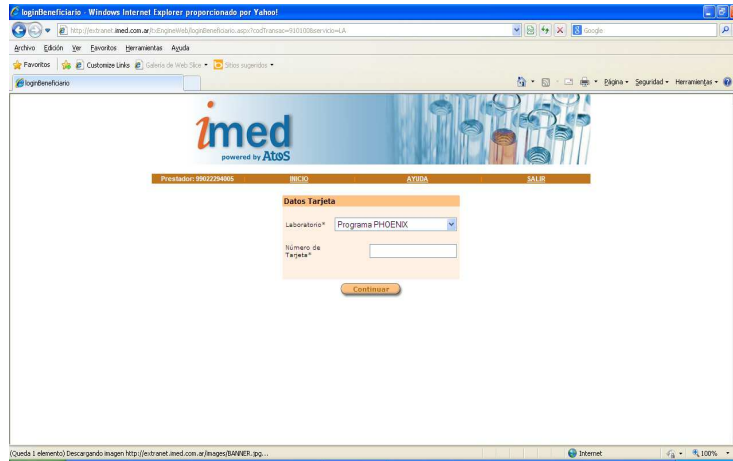 loginBeneficiario - Windows Internet Explorer proporcionado por Yahoo!
http://extranet.imed.com.ar/cxEngineWeb/loginBeneficiario.aspx?codTransac=910100&servicio=LA
Google
Archivo Edición Ver Favoritos Herramientas Ayuda
Favoritos Customize Links Galería de Web Slice Sitios sugeridos
loginBeneficiario Página Seguridad Herramientas
imed
powered by Atos
Prestador: 99022294005 INICIO AYUDA SALIR
Datos Tarjeta
Laboratorio* Programa PHOENIX
Número de
Tarjeta*
Continuar
(Queda 1 elemento) Descargando imagen http://extranet.imed.com.ar/images/BANNER.jpg... Internet 100%